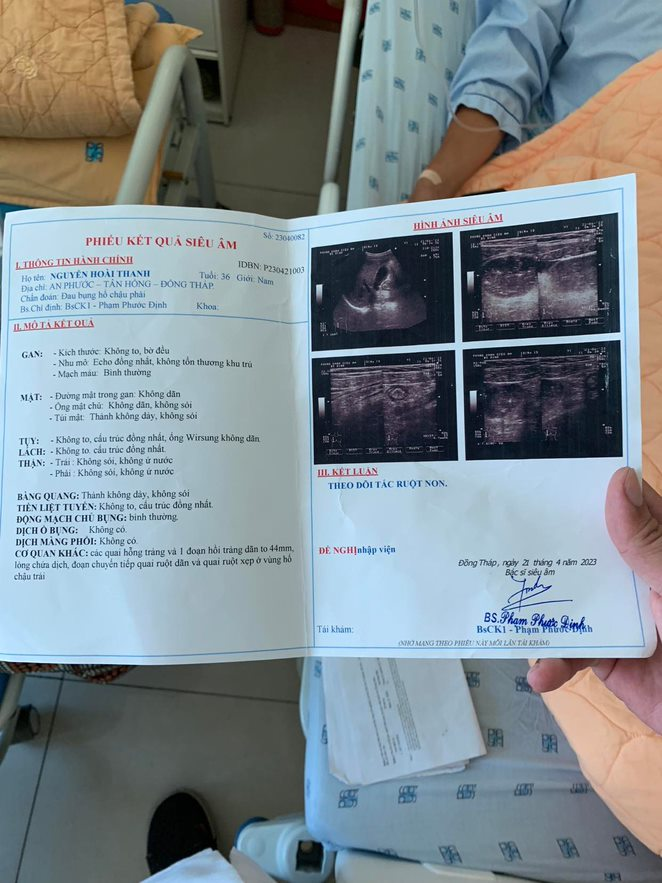 PHIẾU KẾT QUẢ SIÊU ÂM
Số: 23040082
IDBN: P230421003
I. THÔNG TIN HÀNH CHÍNH
Họ tên: NGUYỄN HOÀI THANH Tuổi: 36 Giới: Nam
Địa chỉ: AN PHƯỚC – TÂN HỒNG – ĐỒNG THÁP.
Chẩn đoán: Đau bụng hố chậu phải
Bs.Chỉ định: BsCK1 - Phạm Phước Định Khoa:
II. MÔ TẢ KẾT QUẢ
GAN: - Kích thước: Không to, bờ đều
- Nhu mô: Echo đồng nhất, không tổn thương khu trú
- Mạch máu: Bình thường
MẬT: - Đường mật trong gan: Không dãn
- Ống mật chủ: Không dãn, không sỏi
- Túi mật: Thành không dày, không sỏi
TỤY: - Không to, cấu trúc đồng nhất, ống Wirsung không dãn.
LÁCH: - Không to. cấu trúc đồng nhất.
THẬN: - Trái : Không sỏi, không ứ nước
- Phải : Không sỏi, không ứ nước
BÀNG QUANG: Thành không dày, không sỏi
TIỀN LIỆT TUYẾN: Không to, cấu trúc đồng nhất.
ĐỘNG MẠCH CHỦ BỤNG: bình thường.
DỊCH Ổ BỤNG: Không có.
DỊCH MÀNG PHỔI: Không có.
CƠ QUAN KHÁC: các quai hỗng tràng và 1 đoạn hồi tràng dãn to 44mm,
lòng chứa dịch, đoạn chuyển tiếp quai ruột dãn và quai ruột xẹp ở vùng hố
chậu trái
HÌNH ẢNH SIÊU ÂM
III. KẾT LUẬN
THEO DÕI TẮC RUỘT NON.
ĐỀ NGHỊ nhập viện
Đồng Tháp, ngày 21 tháng 4 năm 2023
Bác sĩ siêu âm
BS. Phạm Phước Định
BsCK1 - Phạm Phước Định
Tái khám:
(NHỚ MANG THEO PHIẾU NÀY MỖI LẦN TÁI KHÁM)